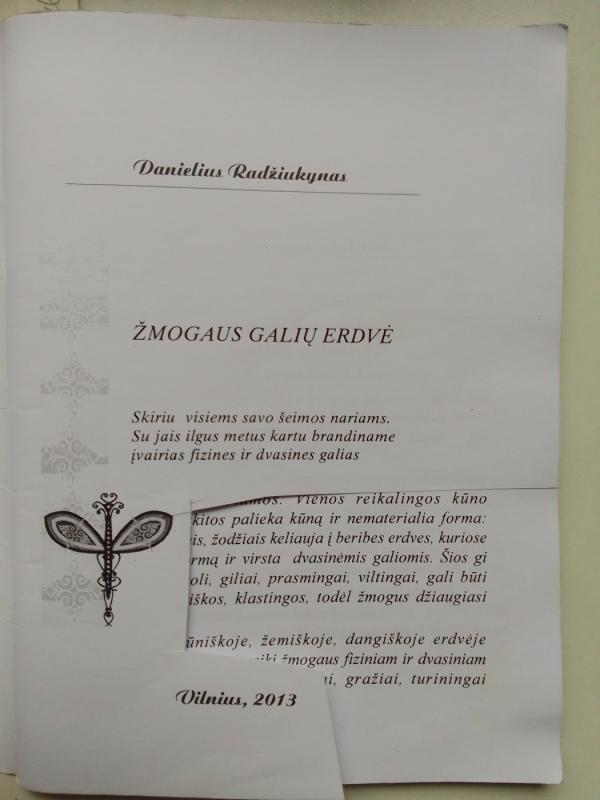 Danielius Radžiukynas
ŽMOGAUS GALIŲ ERDVĖ
Skiriu visiems savo šeimos nariams.
Su jais ilgus metus kartu brandiname
įvairias fizines ir dvasines galias
Vienos reikalingos kūno
kitos palieka kūną ir nematerialia forma:
žodžiais keliauja į beribes erdves, kuriose
ir virsta dvasinėmis galiomis. Šios gi
giliai, prasmingai, viltingai, gali būti
klastingos, todėl žmogus džiaugiasi
žemiškoje, dangiškoje erdvėje
žmogaus fiziniam ir dvasiniam
gražiai, turiningai
Vilnius, 2013